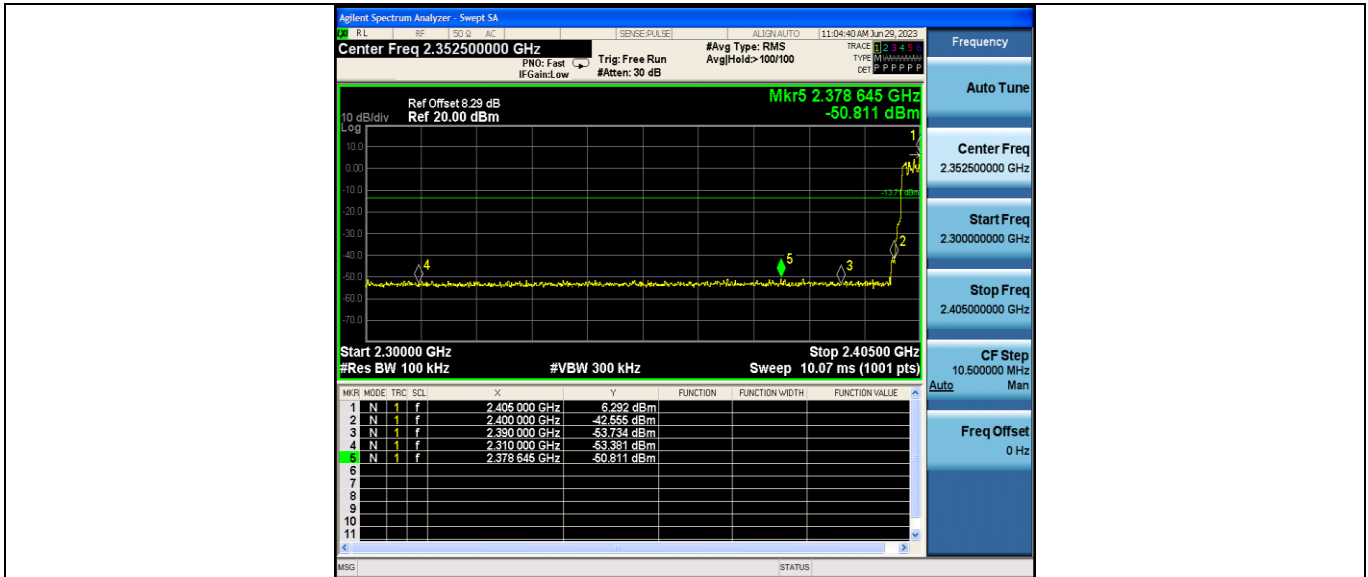 Agilent Spectrum Analyzer - Swept SA
LXI RL RF 50 Ω AC SENSE:PULSE ALIGN AUTO 11:04:40 AM Jun 29, 2023
Center Freq 2.352500000 GHz
PNO: Fast
IFGain:Low
Trig: Free Run
#Atten: 30 dB
#Avg Type: RMS
Avg|Hold:>100/100
TRACE 1 2 3 4 5 6
TYPE MWWWWW
DET P P P P P P
Mkr5 2.378 645 GHz
-50.811 dBm
Ref Offset 8.29 dB
10 dB/div Ref 20.00 dBm
Log
10.0
0.00
-10.0
-20.0
-30.0
-40.0
-50.0
-60.0
-70.0
-13.71 dBm
1
2
3
4
5
Start 2.30000 GHz Stop 2.40500 GHz
#Res BW 100 kHz #VBW 300 kHz Sweep 10.07 ms (1001 pts)
MKR MODE TRC SCL X Y FUNCTION FUNCTION WIDTH FUNCTION VALUE
1 N 1 f 2.405 000 GHz 6.292 dBm
2 N 1 f 2.400 000 GHz -42.555 dBm
3 N 1 f 2.390 000 GHz -53.734 dBm
4 N 1 f 2.310 000 GHz -53.381 dBm
5 N 1 f 2.378 645 GHz -50.811 dBm
6
7
8
9
10
11
MSG STATUS
Frequency
Auto Tune
Center Freq
2.352500000 GHz
Start Freq
2.300000000 GHz
Stop Freq
2.405000000 GHz
CF Step
10.500000 MHz
Auto Man
Freq Offset
0 Hz